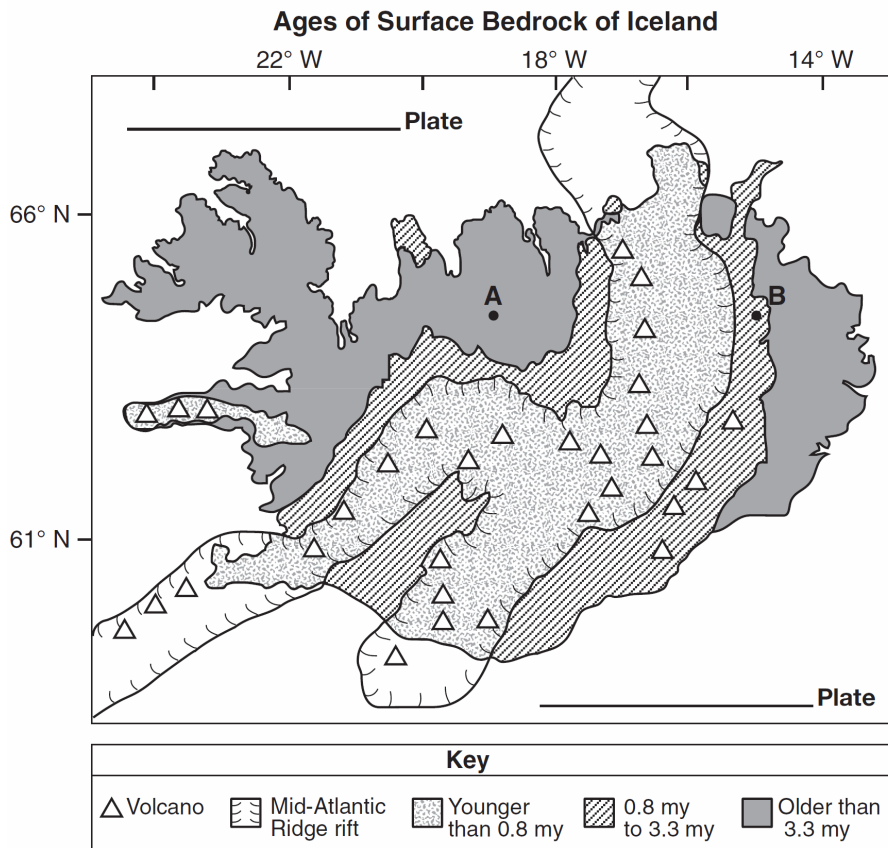 Ages of Surface Bedrock of Iceland
22° W 18° W 14° W
Plate
66° N
A
B
61° N
Plate
Key
Volcano
Mid-Atlantic
Ridge rift
Younger
than 0.8 my
0.8 my
to 3.3 my
Older than
3.3 my